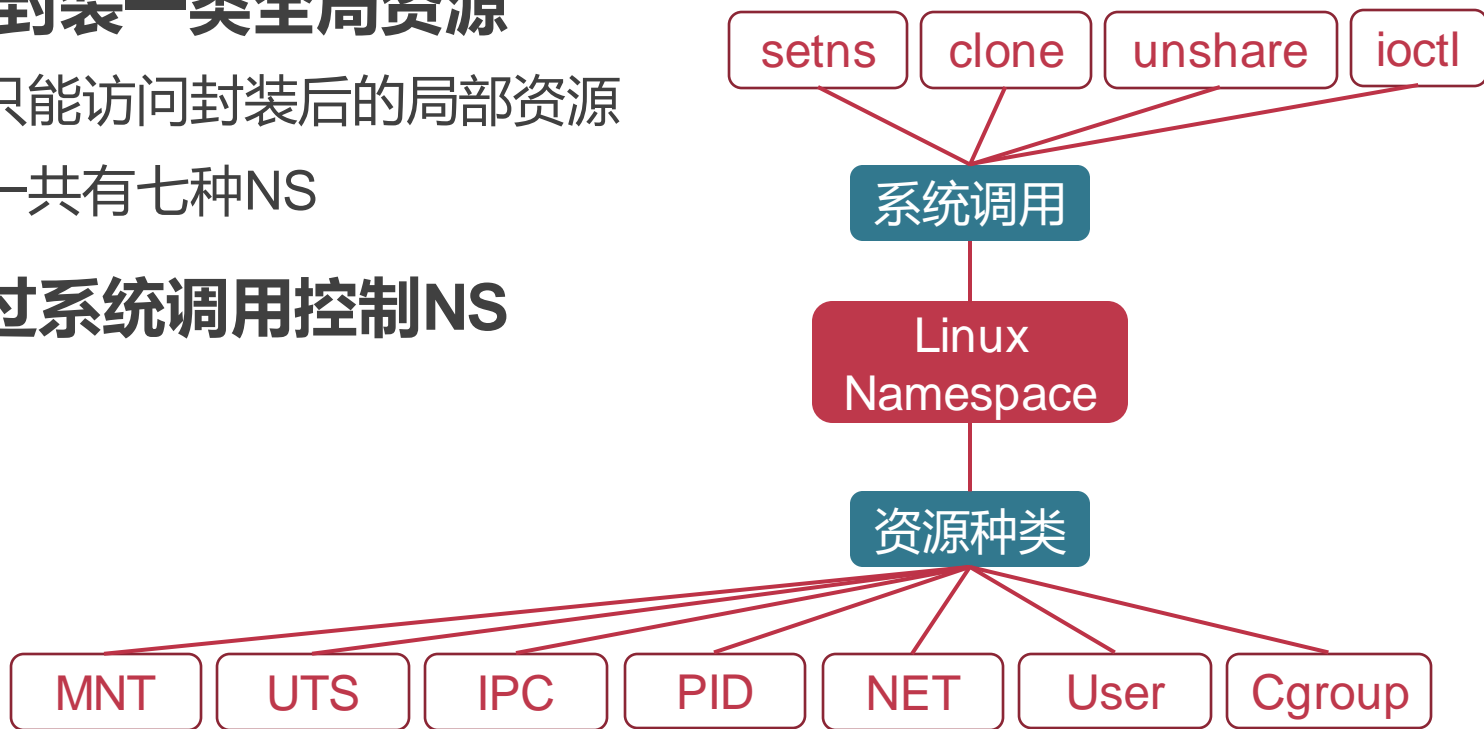 封装一类全局资源
只能访问封装后的局部资源
一共有七种NS
过系统调用控制NS
setns
clone
unshare
ioctl
系统调用
Linux
Namespace
资源种类
MNT
UTS
IPC
PID
NET
User
Cgroup